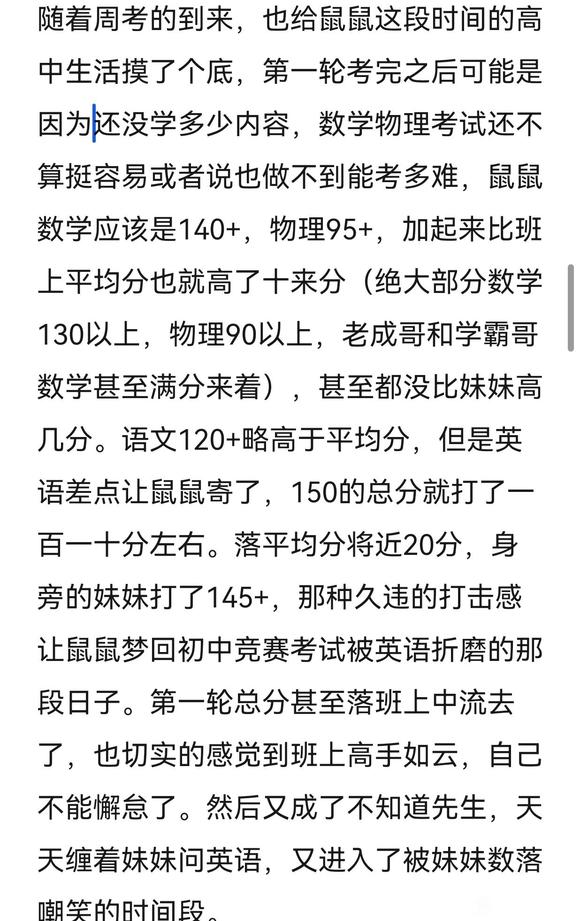 随着周考的到来，也给鼠鼠这段时间的高
中生活摸了个底，第一轮考完之后可能是
因为还没学多少内容，数学物理考试还不
算挺容易或者说也做不到能考多难，鼠鼠
数学应该是140+，物理95+，加起来比班
上平均分也就高了十来分（绝大部分数学
130以上，物理90以上，老成哥和学霸哥
数学甚至满分来着），甚至都没比妹妹高
几分。语文120+略高于平均分，但是英
语差点让鼠鼠寄了，150的总分就打了一
百一十分左右。落平均分将近20分，身
旁的妹妹打了145+，那种久违的打击感
让鼠鼠梦回初中竞赛考试被英语折磨的那
段日子。第一轮总分甚至落班上中流去
了，也切实的感觉到班上高手如云，自己
不能懈怠了。然后又成了不知道先生，天
天缠着妹妹问英语，又进入了被妹妹数落
嘲笑的时间段。